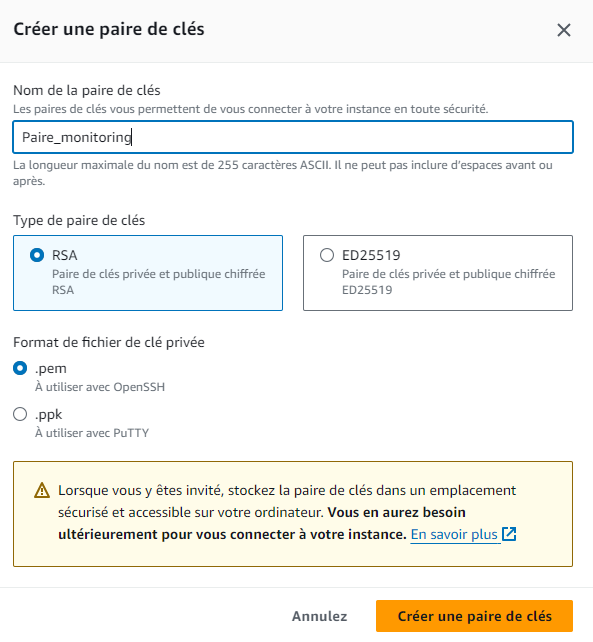 Créer une paire de clés
Nom de la paire de clés
Les paires de clés vous permettent de vous connecter à votre instance en toute sécurité.
Paire_monitoring
La longueur maximale du nom est de 255 caractères ASCII. Il ne peut pas inclure d'espaces avant ou
après.
Type de paire de clés
RSA
Paire de clés privée et publique chiffrée
RSA
ED25519
Paire de clés privée et publique chiffrée
ED25519
Format de fichier de clé privée
.pem
À utiliser avec OpenSSH
.ppk
À utiliser avec PuTTY
Lorsque vous y êtes invité, stockez la paire de clés dans un emplacement
sécurisé et accessible sur votre ordinateur. Vous en aurez besoin
ultérieurement pour vous connecter à votre instance. En savoir plus
Annulez
Créer une paire de clés